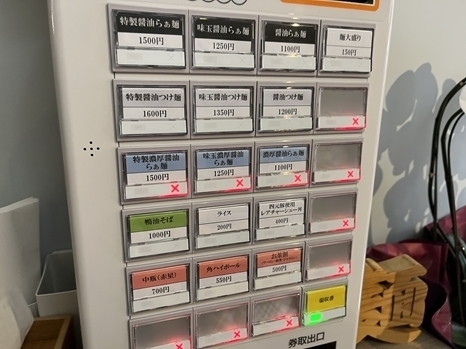 特製醤油らぁ麺
1500円
味玉醤油らぁ麺
1250円
醤油らぁ麺
1100円
麺大盛り
150円
特製醤油つけ麺
1600円
味玉醤油つけ麺
1350円
醤油つけ麺
1200円
特製濃厚醤油らぁ麺
1500円
味玉濃厚醤油らぁ麺
1250円
濃厚醤油らぁ麺
1100円
鴨油そば
1000円
ライス
200円
四元豚使用
レアチャーシュー丼
400円
中瓶(赤星)
700円
角ハイボール
550円
お茶割
500円
領収書
券取出口